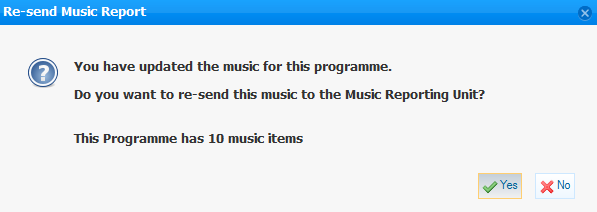 Re-send Music Report
You have updated the music for this programme.
Do you want to re-send this music to the Music Reporting Unit?
This Programme has 10 music items
Yes
No